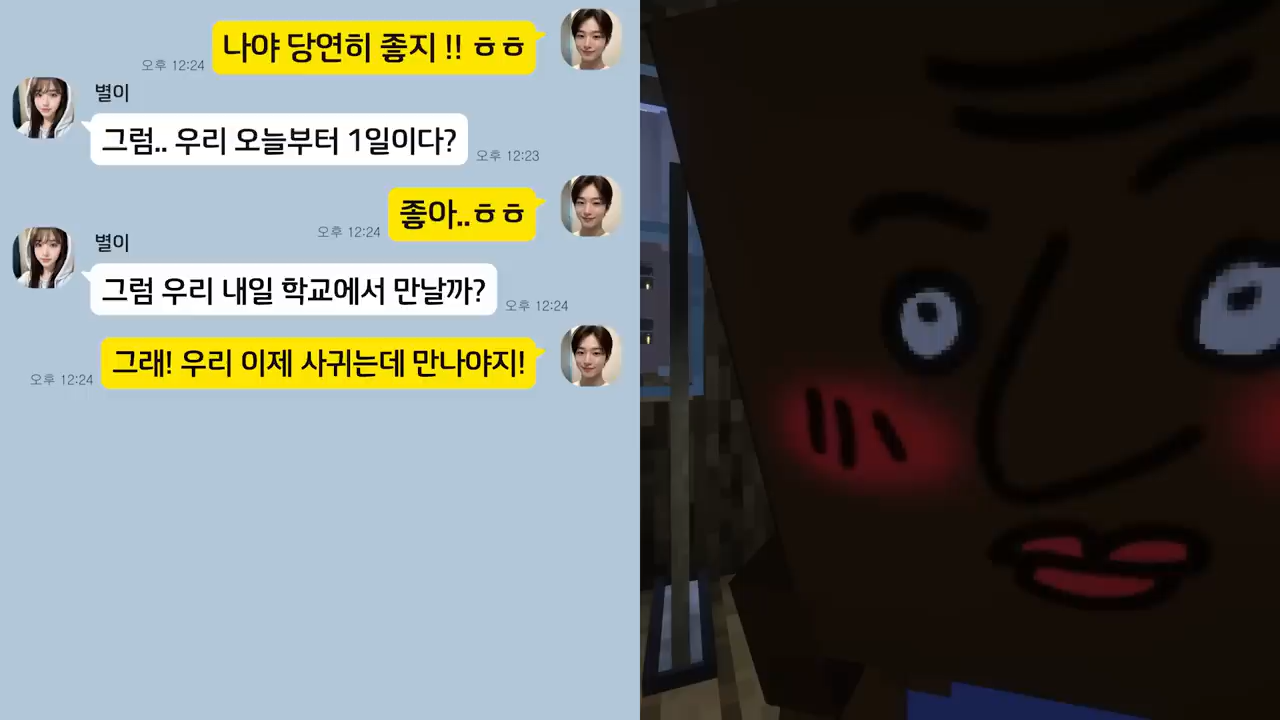 나야 당연히 좋지 !! ㅎㅎ
오후 12:24
별이
그럼.. 우리 오늘부터 1일이다?
오후 12:23
좋아..ㅎㅎ
오후 12:24
별이
그럼 우리 내일 학교에서 만날까?
오후 12:24
그래! 우리 이제 사귀는데 만나야지!
오후 12:24